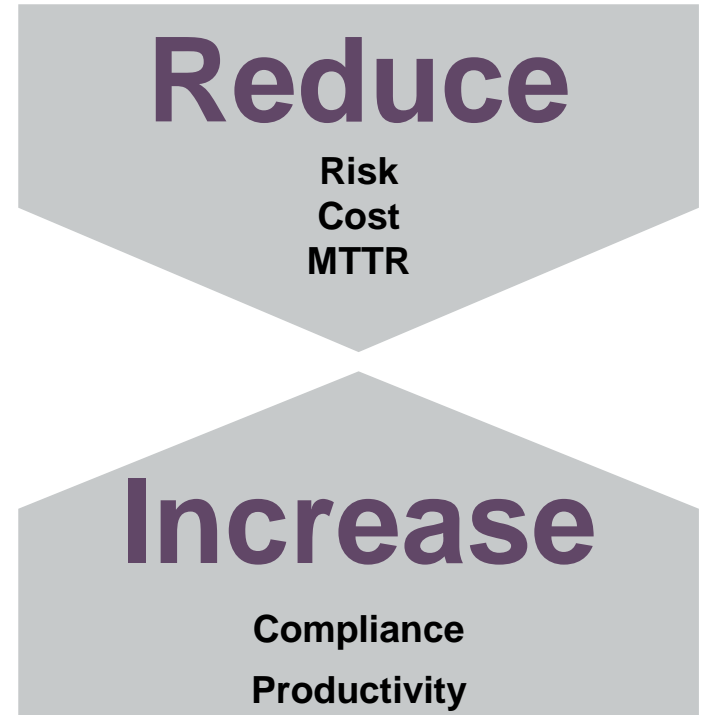 Reduce
Risk
Cost
MTTR
Increase
Compliance
Productivity